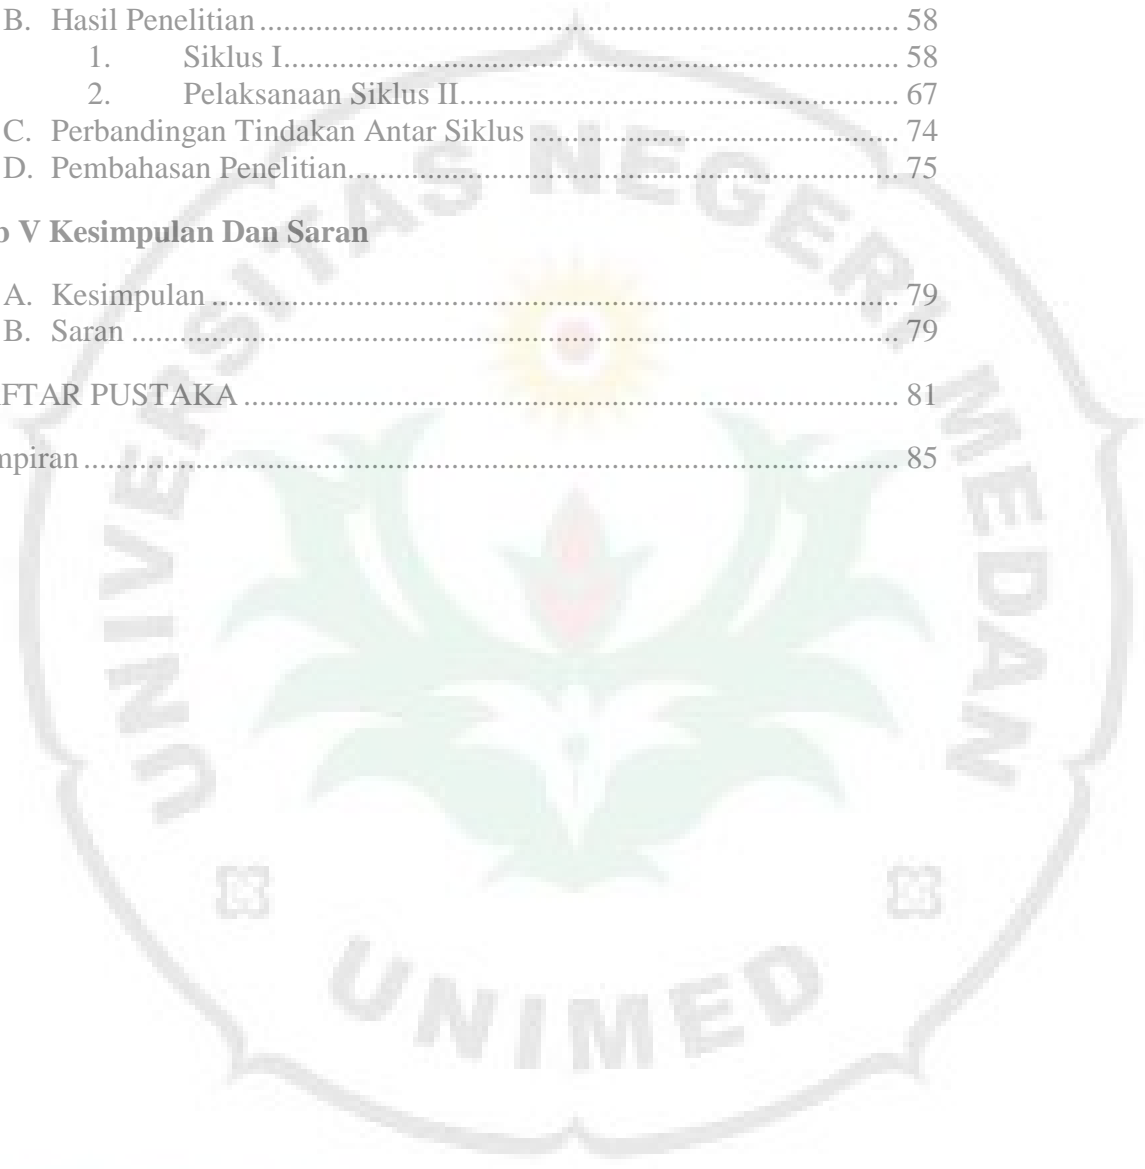 B. Hasil Penelitian ................................................................................ 58
1. Siklus I ............................................................................. 58
2. Pelaksanaan Siklus II ....................................................... 67
C. Perbandingan Tindakan Antar Siklus .............................................. 74
D. Pembahasan Penelitian ..................................................................... 75
b V Kesimpulan Dan Saran
A. Kesimpulan ...................................................................................... 79
B. Saran ................................................................................................ 79
FTAR PUSTAKA .................................................................................. 81
mpiran ...................................................................................................... 85
UNIVERSITAS NEGERI MEDAN
UNIMED